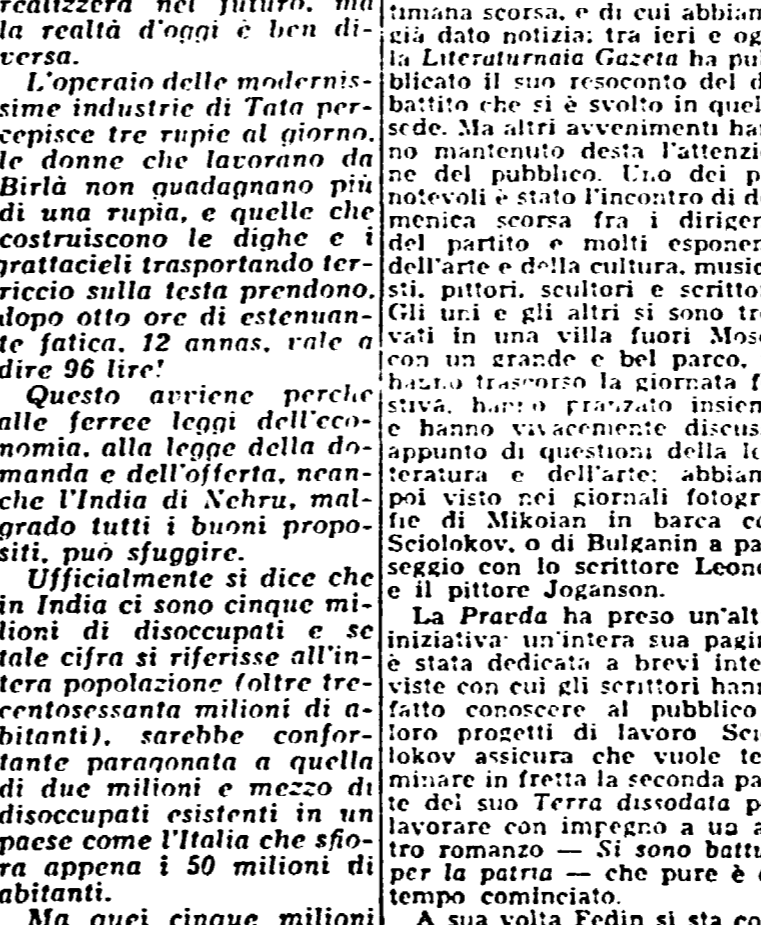 realizzerà nel futuro, ma
la realtà d'oggi è ben di-
versa.
L'operaio delle modernis-
sime industrie di Tata per-
cepisce tre rupie al giorno,
le donne che lavorano da
Birlà non guadagnano più
di una rupia, e quelle che
costruiscono le dighe e i
grattacieli trasportando ter-
riccio sulla testa prendono,
dopo otto ore di estenuan-
te fatica, 12 annas, vale a
dire 96 lire!
Questo avviene perchè
alle ferree leggi dell'eco-
nomia, alla legge della do-
manda e dell'offerta, nean-
che l'India di Nehru, mal-
grado tutti i buoni propo-
siti, può sfuggire.
Ufficialmente si dice che
in India ci sono cinque mi-
lioni di disoccupati e se
tale cifra si riferisse all'in-
tera popolazione (oltre tre-
centosessanta milioni di a-
bitanti), sarebbe confor-
tante paragonata a quella
di due milioni e mezzo di
disoccupati esistenti in un
paese come l'Italia che sfio-
ra appena i 50 milioni di
abitanti.
Ma quei cinque milioni
timana scorsa, e di cui abbiam
già dato notizia: tra ieri e og
la Literaturnaia Gazeta ha pu
blicato il suo resoconto del d
battito che si è svolto in quel
sede. Ma altri avvenimenti han
no mantenuto desta l'attenzi
ne del pubblico. Uno dei p
notevoli è stato l'incontro di d
menica scorsa fra i dirigen
del partito e molti esponen
dell'arte e della cultura, music
sti, pittori, scultori e scritto
Gli uni e gli altri si sono tro
vati in una villa fuori Mosc
con un grande e bel parco,
hanno trascorso la giornata f
stiva, hanno pranzato insiem
e hanno vivacemente discuss
appunto di questioni della le
teratura e dell'arte; abbiam
poi visto nei giornali fotogr
fie di Mikoian in barca co
Sciolokov, o di Bulganin a pa
seggio con lo scrittore Leono
e il pittore Joganson.
La Pravda ha preso un'alt
iniziativa: un'intera sua pagin
è stata dedicata a brevi inte
viste con cui gli scrittori hann
fatto conoscere al pubblico
loro progetti di lavoro Scio
lokov assicura che vuole te
minare in fretta la seconda pa
te del suo Terra dissodata p
lavorare con impegno a un a
tro romanzo — Si sono battu
per la patria — che pure è
tempo cominciato.
A sua volta Fedin si sta co